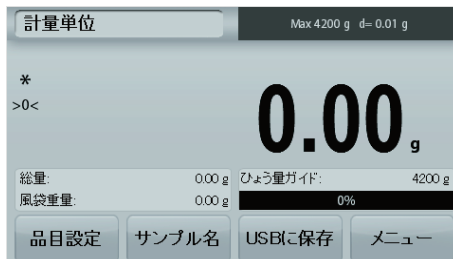 計量単位
Max 4200 g d= 0.01 g
*
>0<
0.00 g
総量: 0.00 g
風袋重量: 0.00 g
ひょう量ガイド: 4200 g
0%
品目設定 サンプル名 USBに保存 メニュー